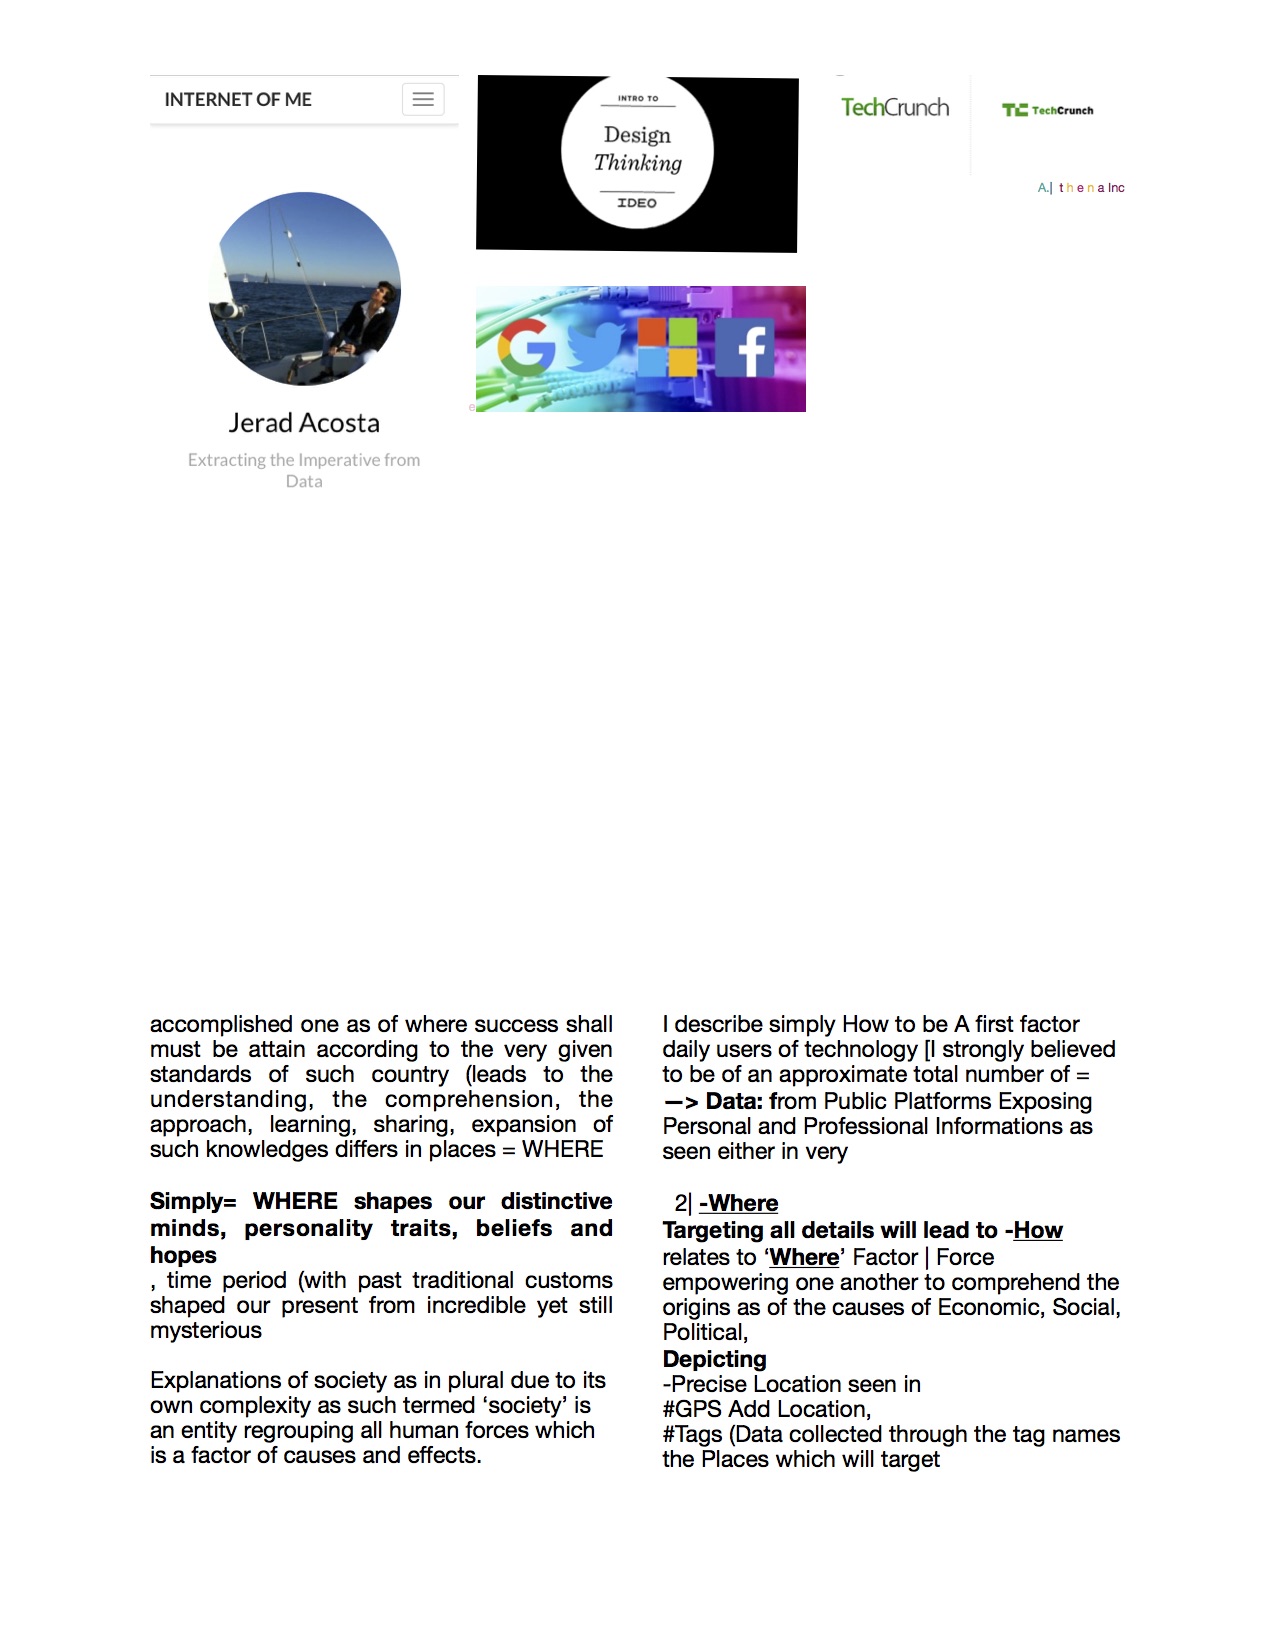 INTERNET OF ME
Jerad Acosta
Extracting the Imperative from
Data
INTRO TO
Design
Thinking
IDEO
G
f
e
TechCrunch
TC TechCrunch
A.| t h e n a Inc
accomplished one as of where success shall
must be attain according to the very given
standards of such country (leads to the
understanding, the comprehension, the
approach, learning, sharing, expansion of
such knowledges differs in places = WHERE
Simply= WHERE shapes our distinctive
minds, personality traits, beliefs and
hopes
, time period (with past traditional customs
shaped our present from incredible yet still
mysterious
Explanations of society as in plural due to its
own complexity as such termed ‘society’ is
an entity regrouping all human forces which
is a factor of causes and effects.
I describe simply How to be A first factor
daily users of technology [I strongly believed
to be of an approximate total number of =
—> Data: from Public Platforms Exposing
Personal and Professional Informations as
seen either in very
2| -Where
Targeting all details will lead to -How
relates to ‘Where’ Factor | Force
empowering one another to comprehend the
origins as of the causes of Economic, Social,
Political,
Depicting
-Precise Location seen in
#GPS Add Location,
#Tags (Data collected through the tag names
the Places which will target